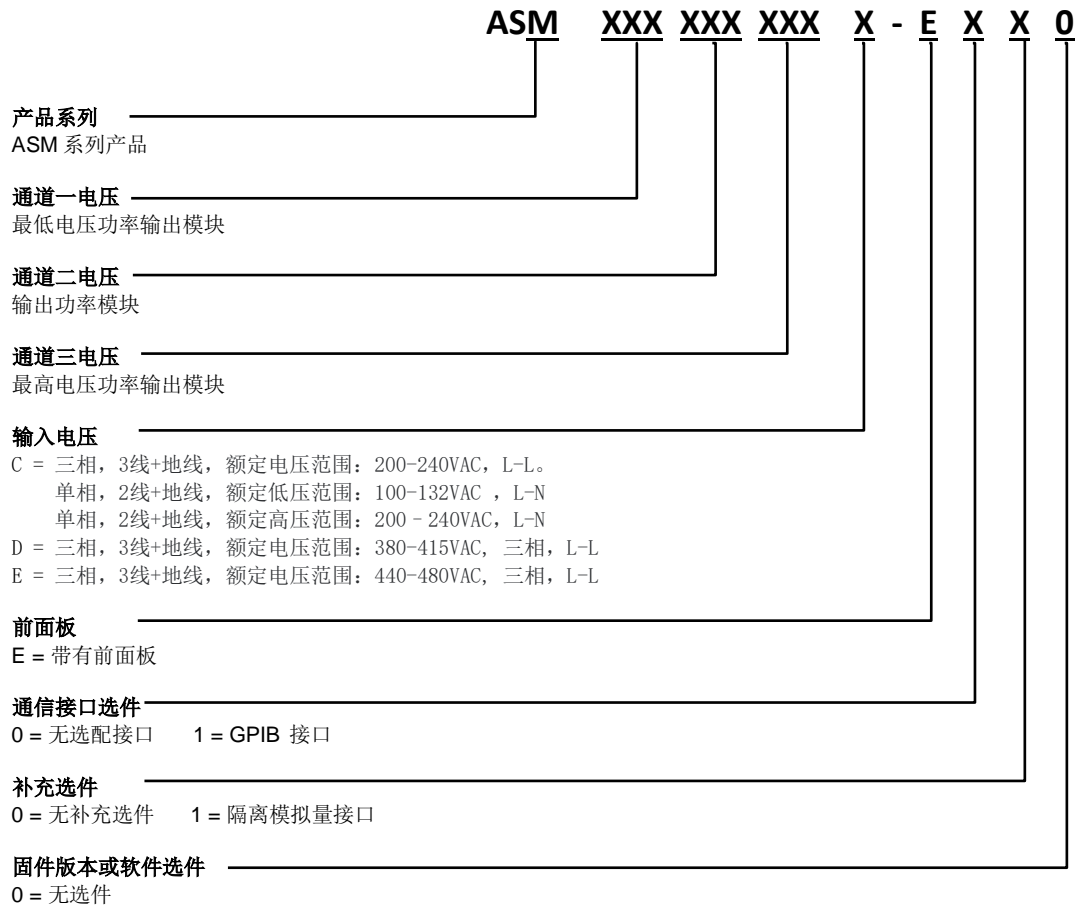 ASM XXX XXX XXX X - E X X 0
产品系列
ASM 系列产品
通道一电压
最低电压功率输出模块
通道二电压
输出功率模块
通道三电压
最高电压功率输出模块
输入电压
C = 三相，3线+地线，额定电压范围：200-240VAC，L-L。
单相，2线+地线，额定低压范围：100-132VAC ，L-N
单相，2线+地线，额定高压范围：200–240VAC，L-N
D = 三相，3线+地线，额定电压范围：380-415VAC, 三相，L-L
E = 三相，3线+地线，额定电压范围：440-480VAC, 三相，L-L
前面板
E = 带有前面板
通信接口选件
0 = 无选配接口 1 = GPIB 接口
补充选件
0 = 无补充选件 1 = 隔离模拟量接口
固件版本或软件选件
0 = 无选件